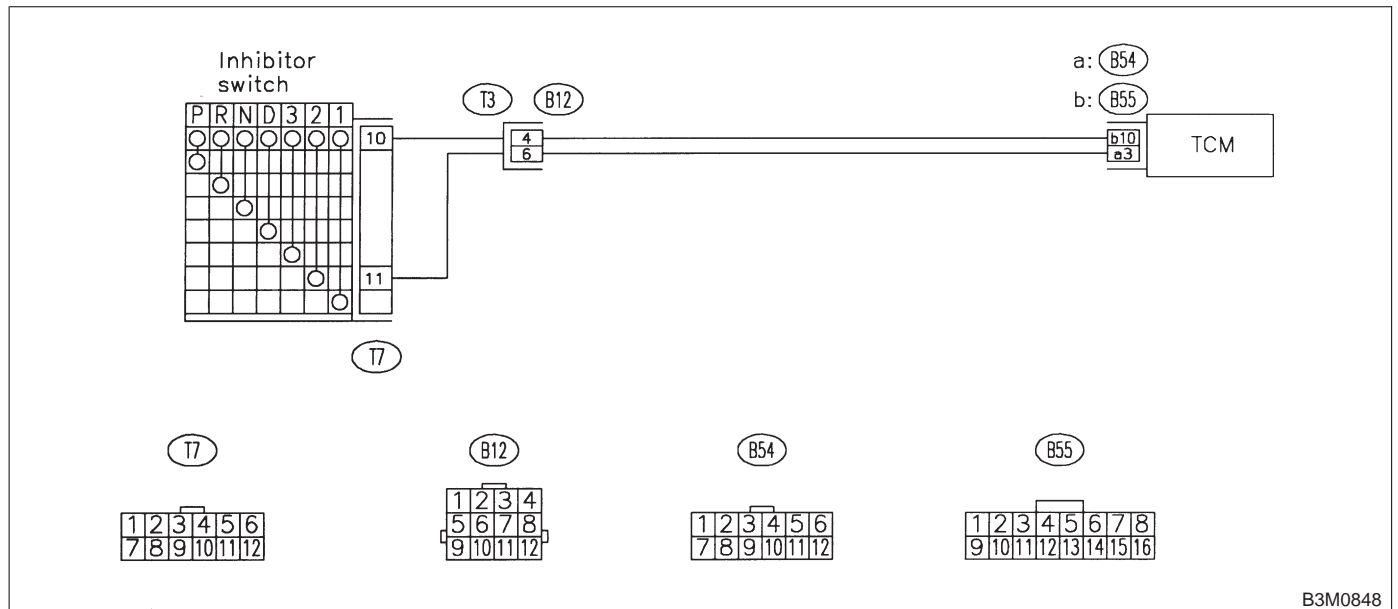 Inhibitor
switch
P R N D 3 2 1
10
11
T7
T3 B12
4
6
a: B54
b: B55
b10
a3
TCM
T7 B12 B54 B55
1 2 3 4 5 6
7 8 9 10 11 12
1 2 3 4
5 6 7 8
9 10 11 12
1 2 3 4 5 6
7 8 9 10 11 12
1 2 3 4 5 6 7 8
9 10 11 12 13 14 15 16
B3M0848